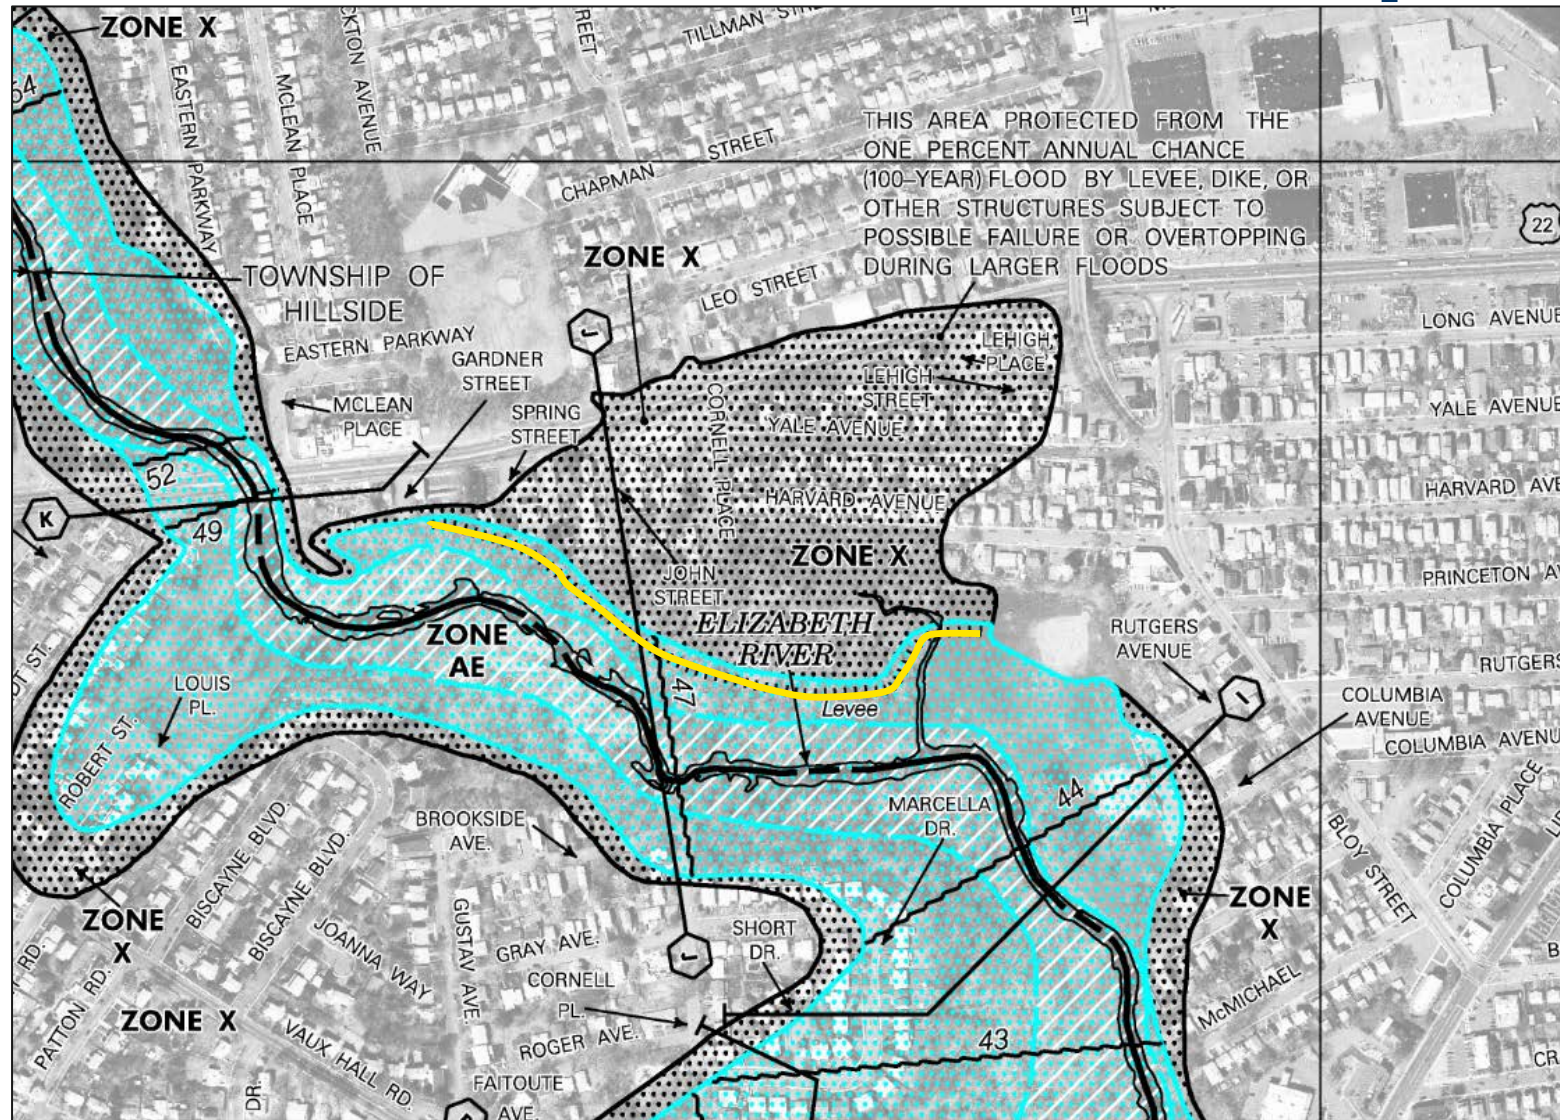 ZONE X
TILLMAN
54
EASTERN PARKWAY
MCLEAN PLACE
AVENUE
CHAPMAN STREET
THIS AREA PROTECTED FROM THE
ONE PERCENT ANNUAL CHANCE
(100-YEAR) FLOOD BY LEVEE, DIKE, OR
OTHER STRUCTURES SUBJECT TO
POSSIBLE FAILURE OR OVERTOPPING
DURING LARGER FLOODS
22
ZONE X
TOWNSHIP OF
HILLSIDE
LEO STREET
J
EASTERN PARKWAY
LONG AVENUE
GARDNER
STREET
LEHIGH
PLACE
LEHIGH
STREET
MCLEAN
PLACE
SPRING
STREET
CORNELL PLACE
YALE AVENUE
YALE AVENUE
52
HARVARD AVENUE
HARVARD AVE
K
49
ZONE X
JOHN
STREET
PRINCETON AV
ELIZABETH
RIVER
ZONE
AE
RUTGERS
AVENUE
RUTGERS
LOUIS
PL.
47
Levee
I
COLUMBIA
AVENUE
COLUMBIA AVENU
ROBERT ST.
44
MARCELLA
DR.
BROOKSIDE
AVE.
BISCAYNE BLVD.
BISCAYNE BLVD.
BLOY STREET
COLUMBIA PLACE
ZONE
X
ZONE
X
GUSTAV AVE.
JOANNA WAY
GRAY AVE.
SHORT
DR.
J
CORNELL
PL.
PATTON RD.
RD.
ZONE X
VAUX HALL RD.
ROGER AVE.
McMICHAEL
43
FAITOUTE
AVE.
DR.